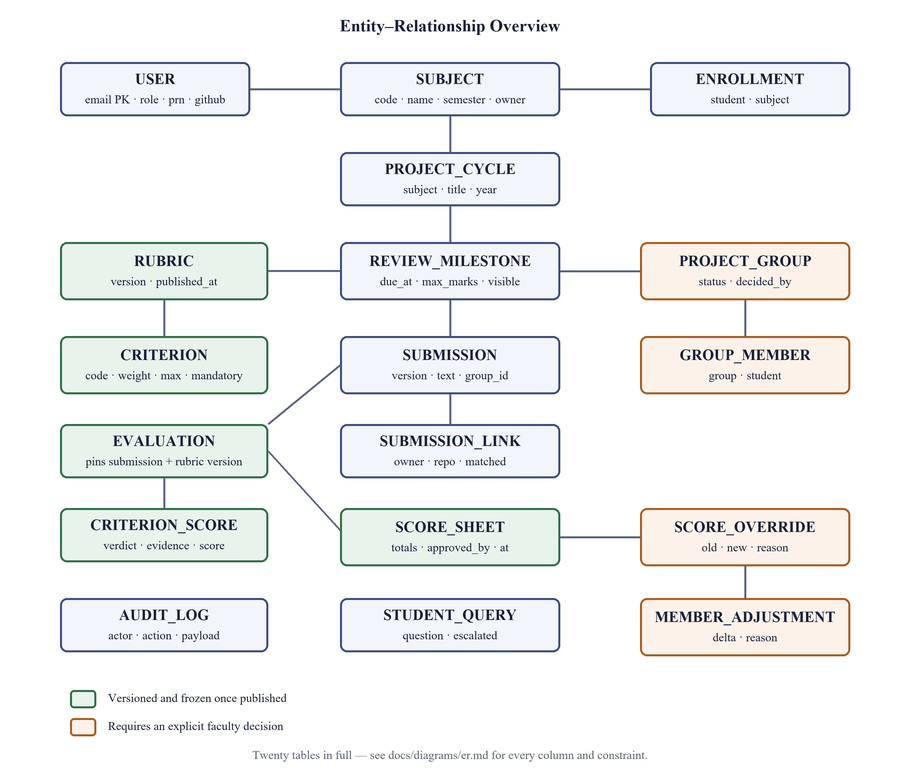 Entity–Relationship Overview
USER
email PK · role · prn · github
SUBJECT
code · name · semester · owner
ENROLLMENT
student · subject
PROJECT_CYCLE
subject · title · year
RUBRIC
version · published_at
REVIEW_MILESTONE
due_at · max_marks · visible
PROJECT_GROUP
status · decided_by
CRITERION
code · weight · max · mandatory
SUBMISSION
version · text · group_id
GROUP_MEMBER
group · student
EVALUATION
pins submission + rubric version
SUBMISSION_LINK
owner · repo · matched
CRITERION_SCORE
verdict · evidence · score
SCORE_SHEET
totals · approved_by · at
SCORE_OVERRIDE
old · new · reason
AUDIT_LOG
actor · action · payload
STUDENT_QUERY
question · escalated
MEMBER_ADJUSTMENT
delta · reason
Versioned and frozen once published
Requires an explicit faculty decision
Twenty tables in full — see docs/diagrams/er.md for every column and constraint.